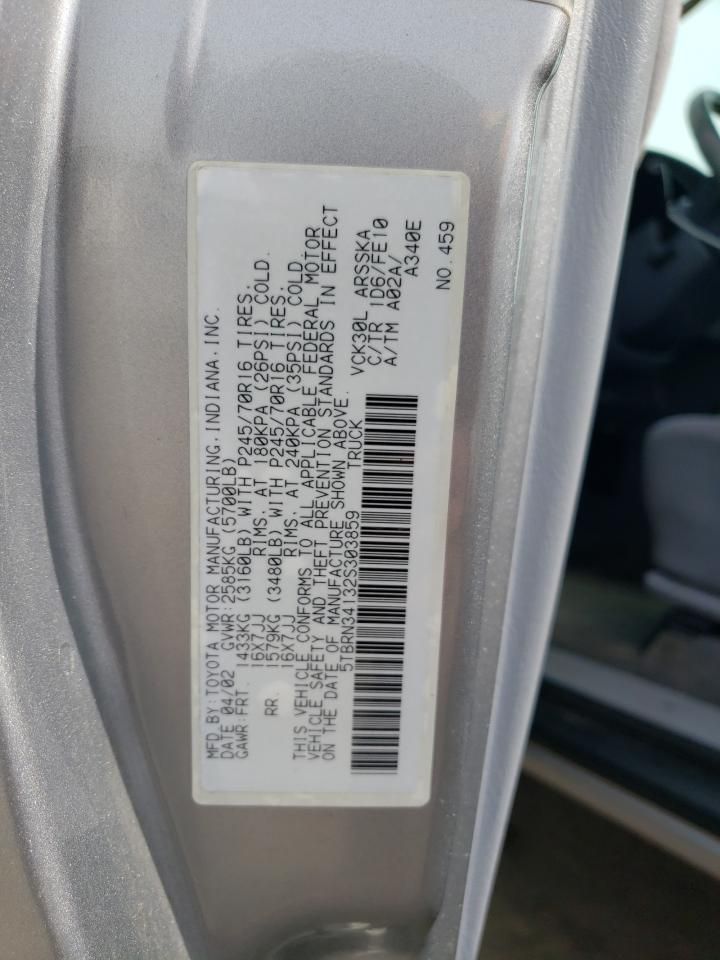 MFD.BY:TOYOTA MOTOR MANUFACTURING,INDIANA,INC.
DATE 04/02 GVWR:2585KG (5700LB)
GAWR:FRT. 1433KG (3160LB) WITH P245/70R16 TIRES,
16X7JJ RIMS, AT 180KPA (26PSI) COLD.
RR. 1579KG (3480LB) WITH P245/70R16 TIRES,
16X7JJ RIMS, AT 240KPA (35PSI) COLD.
THIS VEHICLE CONFORMS TO ALL APPLICABLE FEDERAL MOTOR
VEHICLE SAFETY AND THEFT PREVENTION STANDARDS IN EFFECT
ON THE DATE OF MANUFACTURE SHOWN ABOVE.
5TBRN34132S303859 TRUCK
VCK30L ARSSKA
C/TR 1D6/FE10
A/TM A02A/
A340E
NO.459